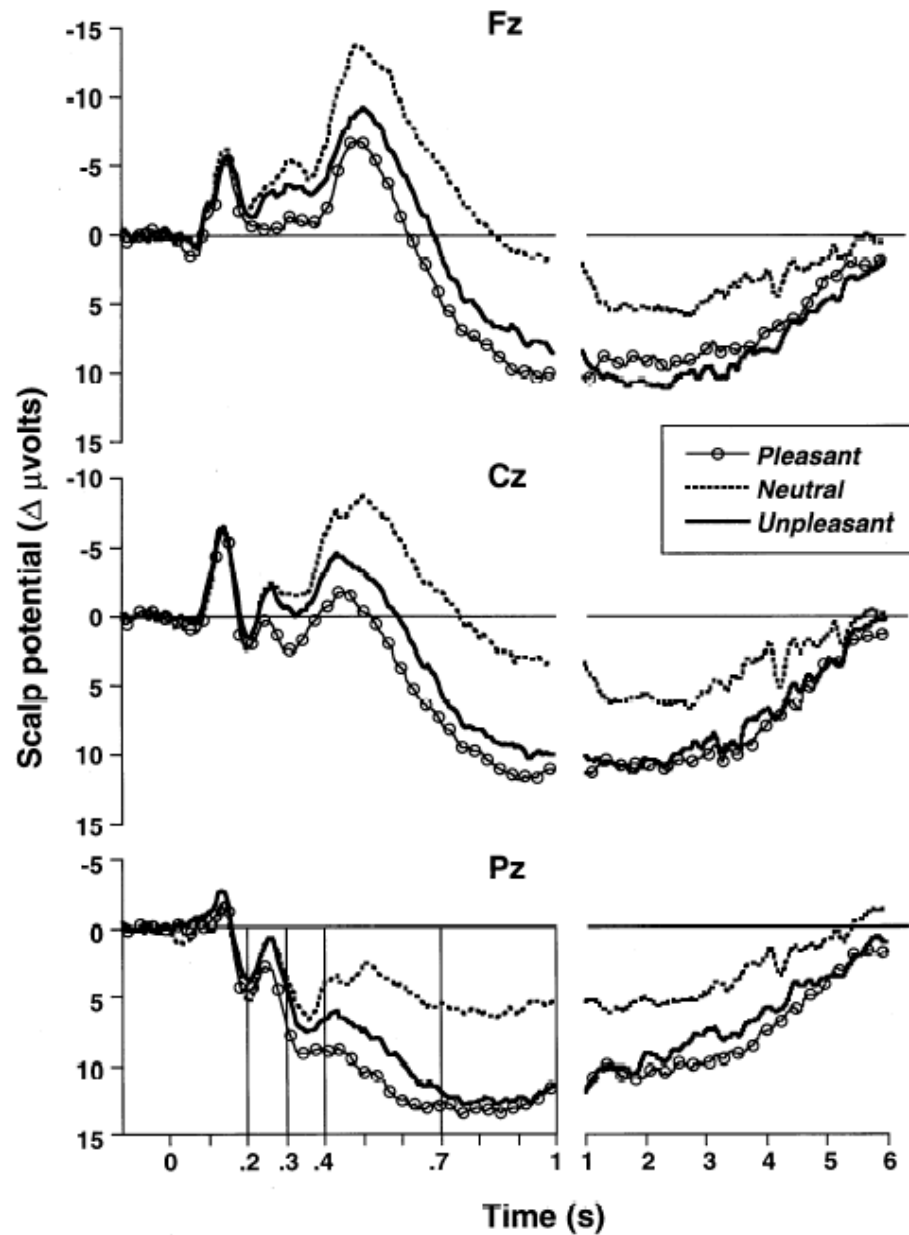 Fz
-15
-10
-5
0
5
10
15
Scalp potential (Δ μvolts)
Pleasant
Neutral
Unpleasant
Cz
-10
-5
0
5
10
15
Pz
-5
0
5
10
15
0 .2 .3 .4 .7 1 1 2 3 4 5 6
Time (s)